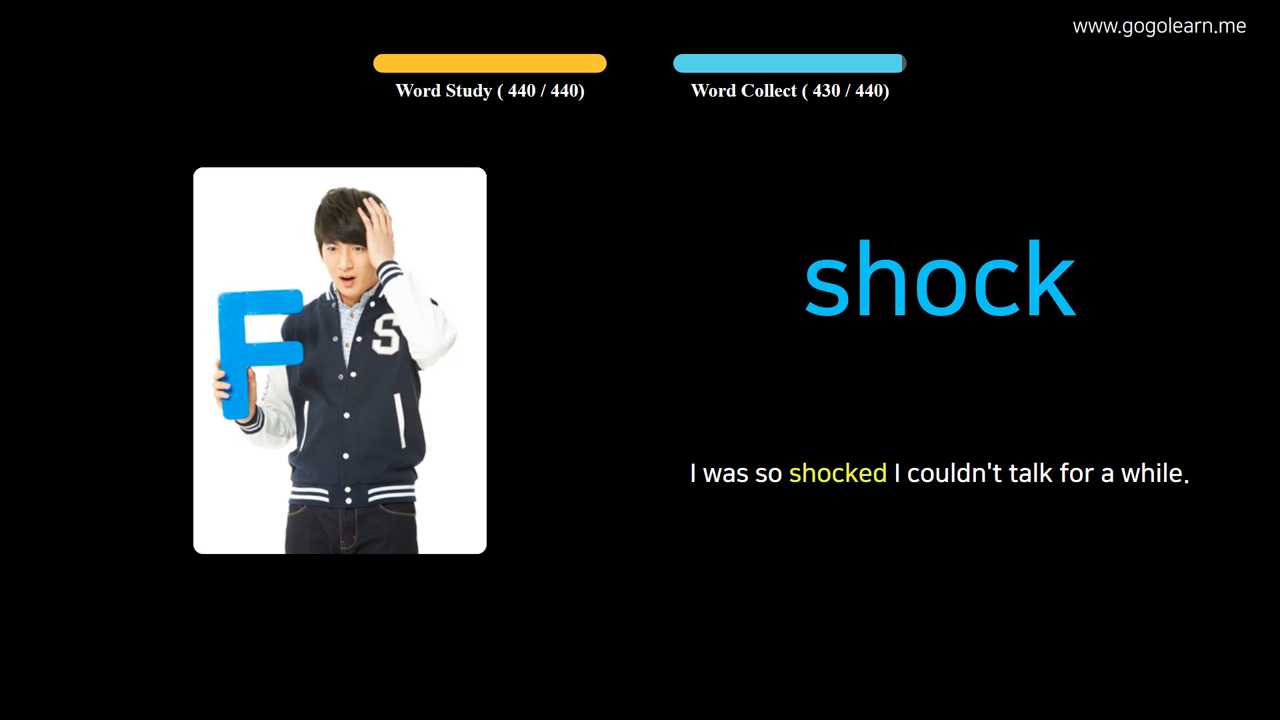 www.gogolearn.me
Word Study ( 440 / 440)
Word Collect ( 430 / 440)
F
S
shock
I was so shocked I couldn't talk for a while.